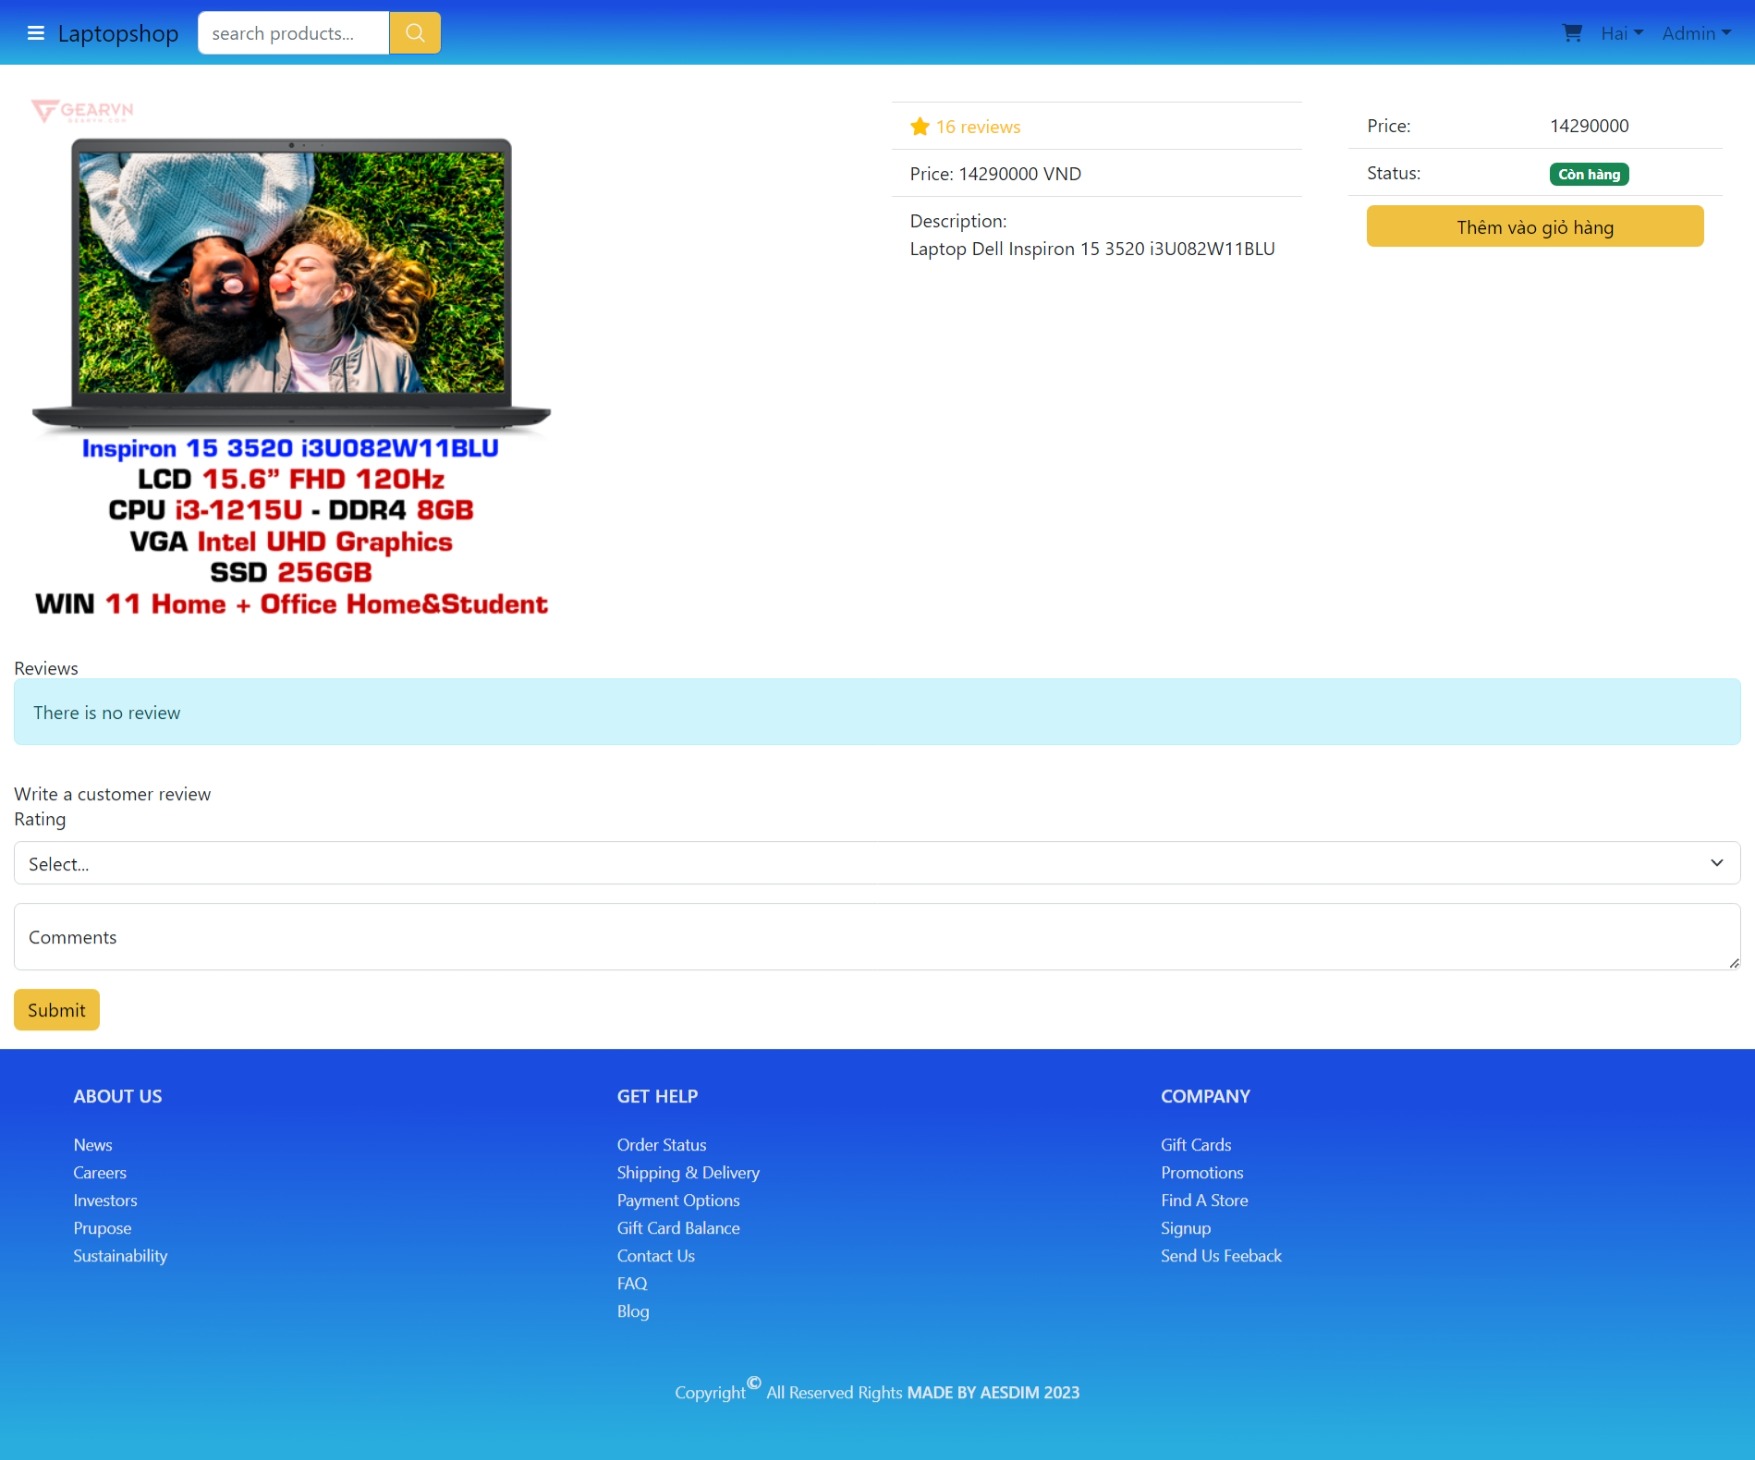 Laptopshop
search products...
Hai
Admin
GEARVN
GEARVN.COM
Inspiron 15 3520 i3U082W11BLU
LCD 15.6” FHD 120Hz
CPU i3-1215U - DDR4 8GB
VGA Intel UHD Graphics
SSD 256GB
WIN 11 Home + Office Home&Student
16 reviews
Price: 14290000 VND
Description:
Laptop Dell Inspiron 15 3520 i3U082W11BLU
Price: 14290000
Status: Còn hàng
Thêm vào giỏ hàng
Reviews
There is no review
Write a customer review
Rating
Select...
Comments
Submit
ABOUT US
News
Careers
Investors
Prupose
Sustainability
GET HELP
Order Status
Shipping & Delivery
Payment Options
Gift Card Balance
Contact Us
FAQ
Blog
COMPANY
Gift Cards
Promotions
Find A Store
Signup
Send Us Feeback
Copyright© All Reserved Rights MADE BY AESDIM 2023